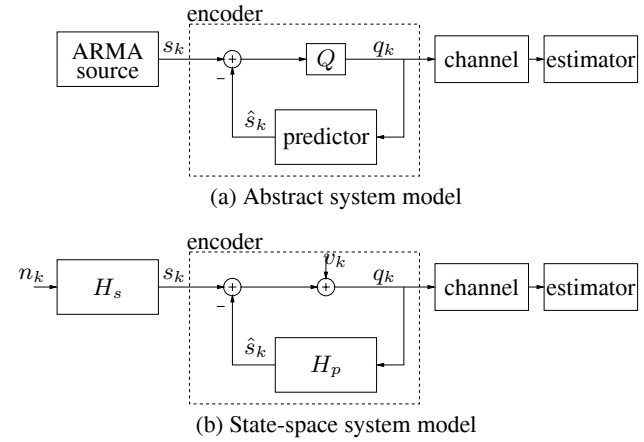 encoder
ARMA source
s_k
+
−
Q
q_k
channel
estimator
ŝ_k
predictor
(a) Abstract system model
encoder
n_k
H_s
s_k
+
−
v_k
+
q_k
channel
estimator
ŝ_k
H_p
(b) State-space system model